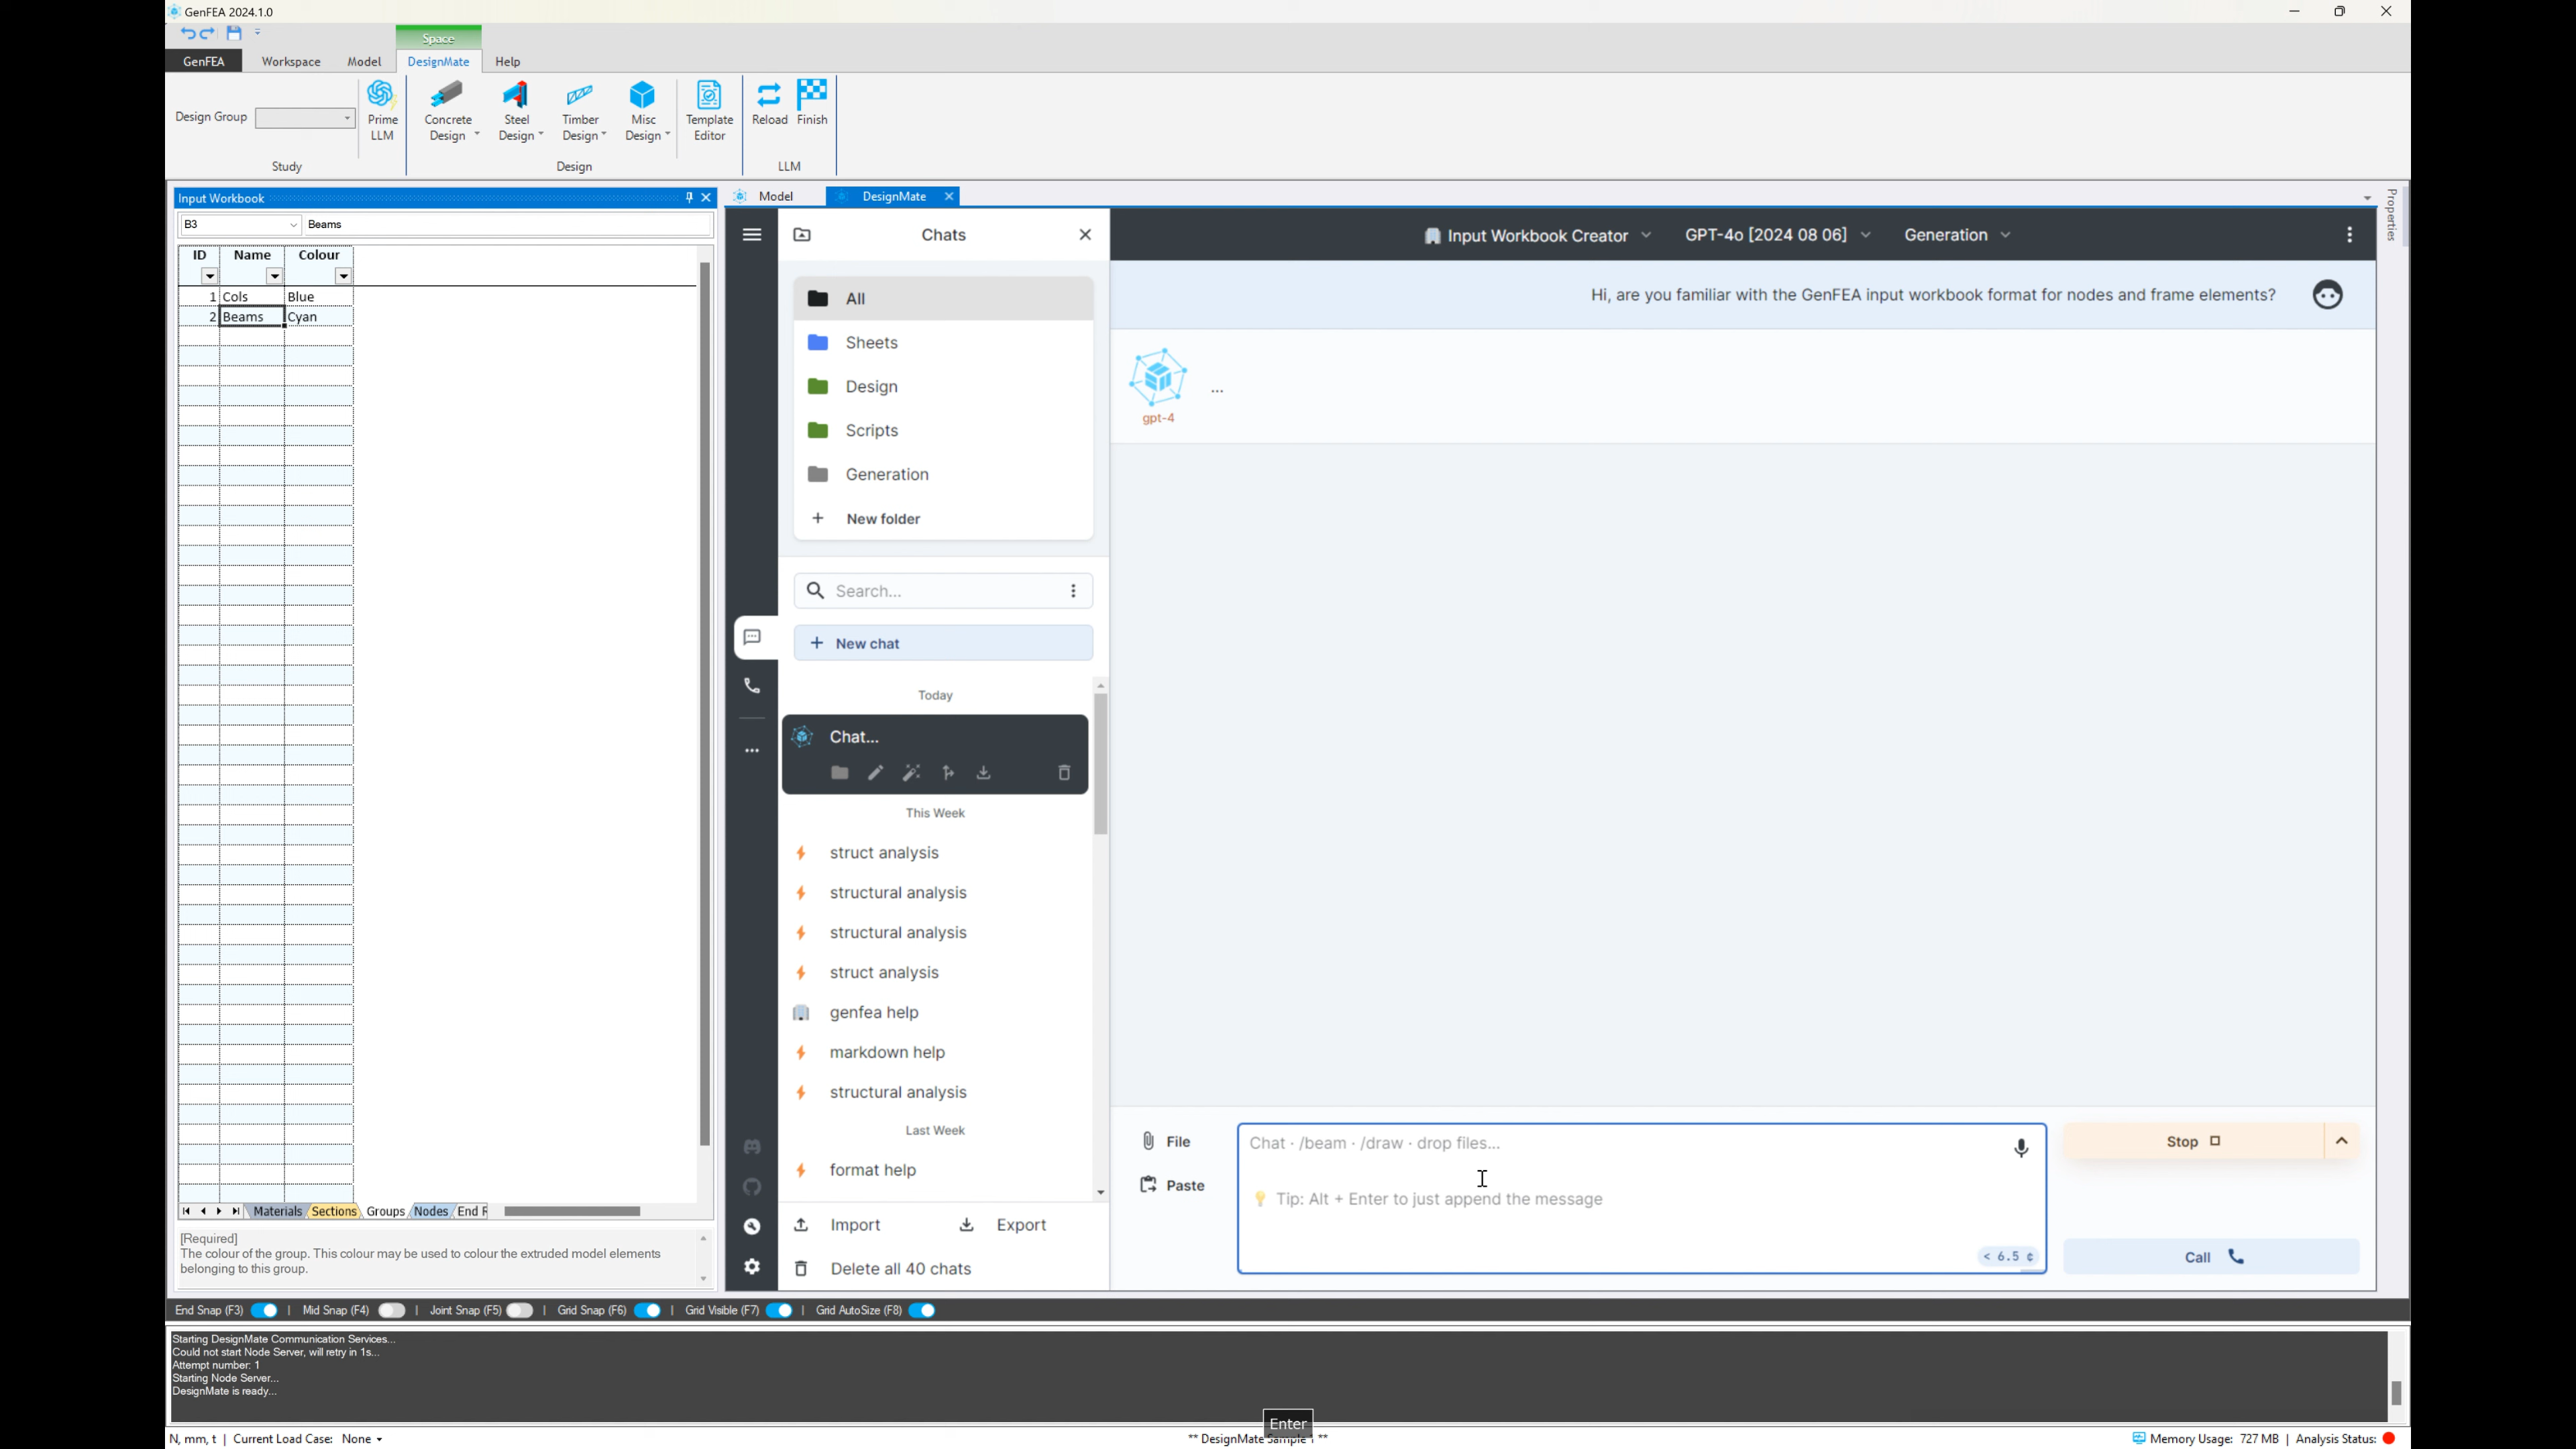 GenFEA 2024.1.0
Space
GenFEA Workspace Model DesignMate Help
Design Group
Prime LLM
Concrete Design
Steel Design
Timber Design
Misc Design
Template Editor
Reload
Finish
Study
Design
LLM
Input Workbook
B3 Beams
ID Name Colour
1 Cols Blue
2 Beams Cyan
Materials Sections Groups Nodes End
[Required]
The colour of the group. This colour may be used to colour the extruded model elements
belonging to this group.
Model DesignMate
Properties
Chats
All
Sheets
Design
Scripts
Generation
New folder
Search...
New chat
Today
Chat...
This Week
struct analysis
structural analysis
structural analysis
struct analysis
genfea help
markdown help
structural analysis
Last Week
format help
Import Export
Delete all 40 chats
Input Workbook Creator GPT-4o [2024 08 06] Generation
Hi, are you familiar with the GenFEA input workbook format for nodes and frame elements?
...
gpt-4
File
Paste
Chat · /beam · /draw · drop files...
Tip: Alt + Enter to just append the message
< 6.5 ¢
Stop
Call
End Snap (F3) | Mid Snap (F4) | Joint Snap (F5) | Grid Snap (F6) | Grid Visible (F7) | Grid AutoSize (F8)
Starting DesignMate Communication Services...
Could not start Node Server, will retry in 1s...
Attempt number: 1
Starting Node Server...
DesignMate is ready...
Enter
N, mm, t | Current Load Case: None
** DesignMate Sample 1 **
Memory Usage: 727 MB | Analysis Status: